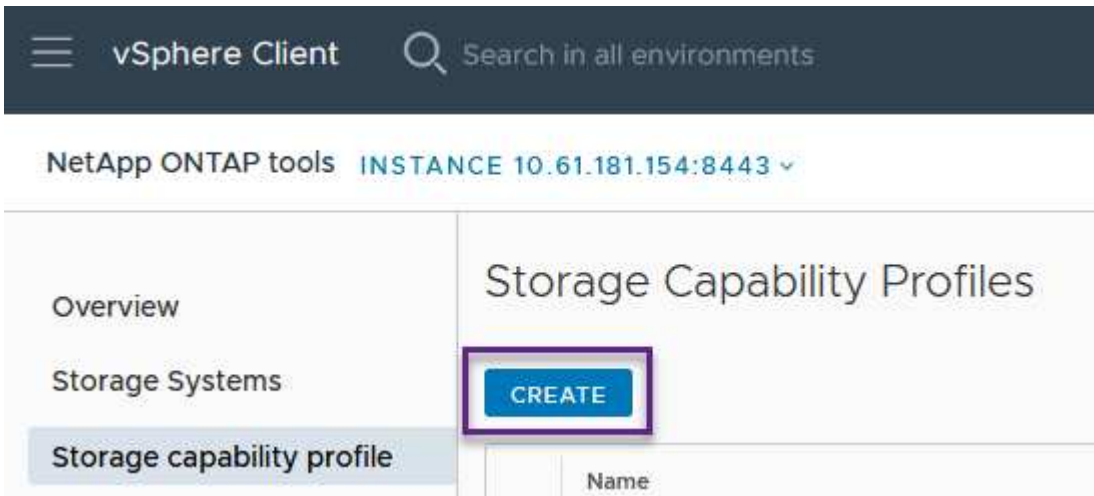 vSphere Client
Search in all environments
NetApp ONTAP tools INSTANCE 10.61.181.154:8443
Overview
Storage Systems
Storage capability profile
Storage Capability Profiles
CREATE
Name